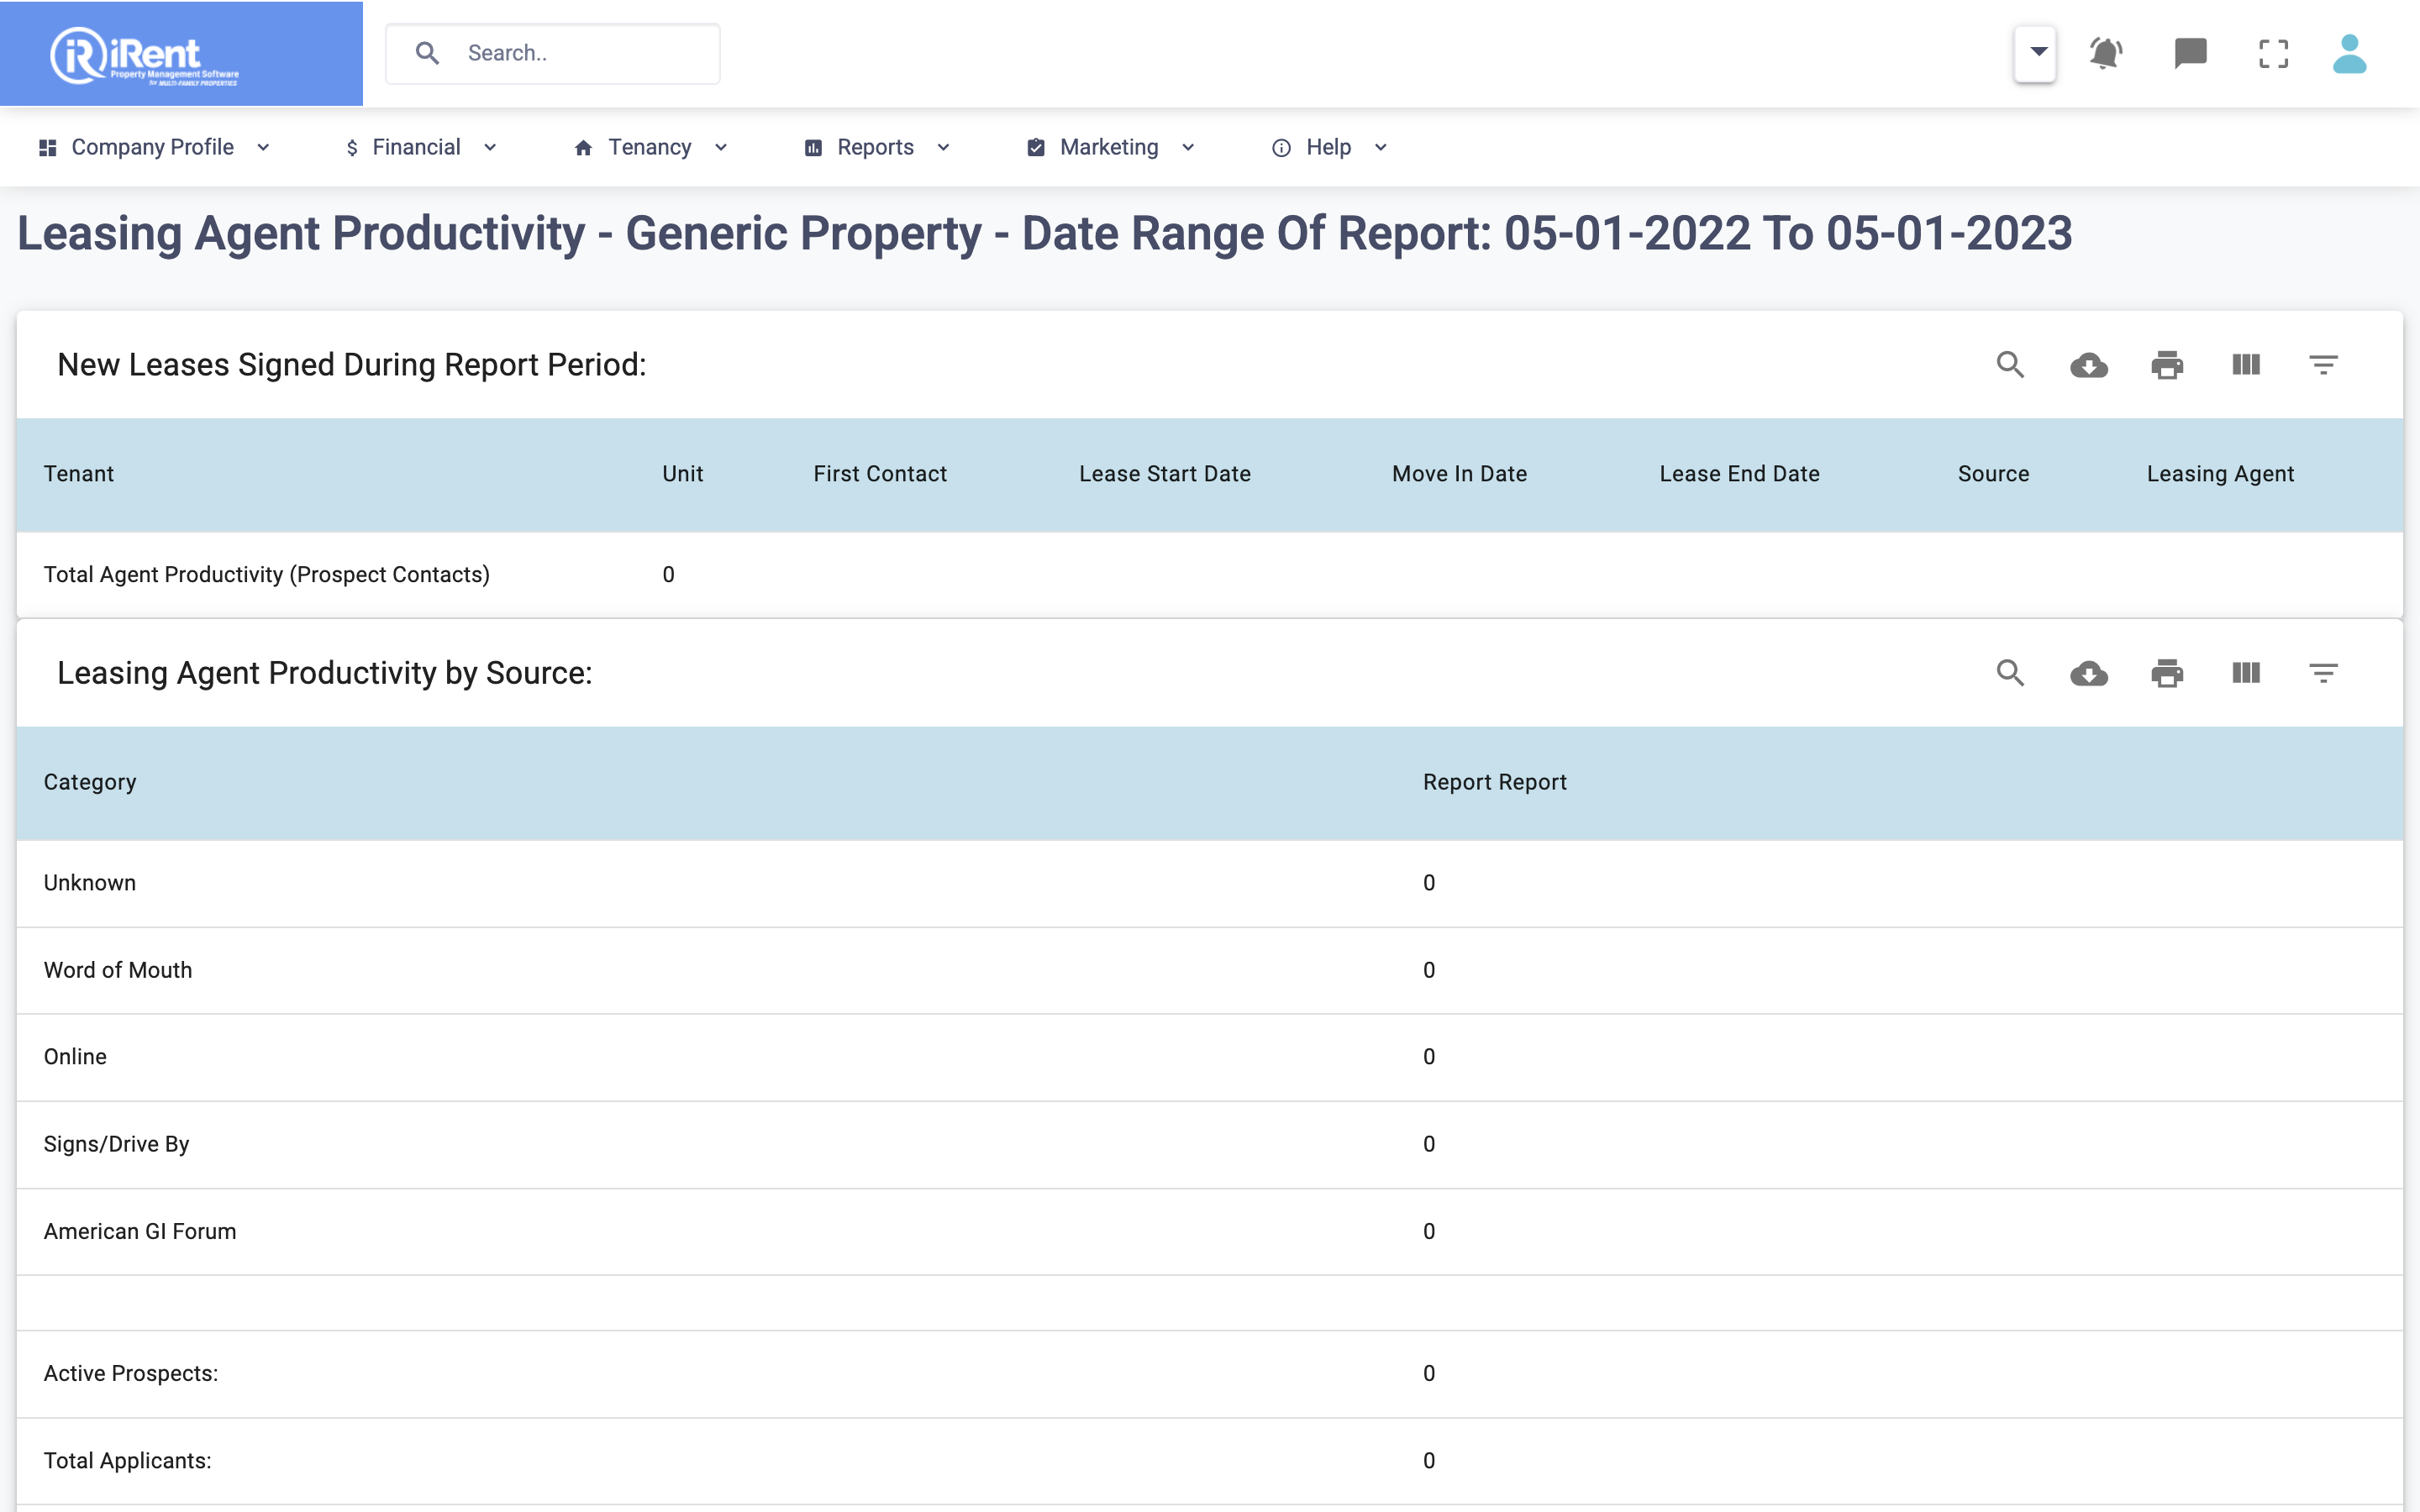 iRent
Property Management Software
for MULTI-FAMILY PROPERTIES
Search..
Company Profile
Financial
Tenancy
Reports
Marketing
Help
Leasing Agent Productivity - Generic Property - Date Range Of Report: 05-01-2022 To 05-01-2023
New Leases Signed During Report Period:
Tenant Unit First Contact Lease Start Date Move In Date Lease End Date Source Leasing Agent
Total Agent Productivity (Prospect Contacts) 0
Leasing Agent Productivity by Source:
Category Report Report
Unknown 0
Word of Mouth 0
Online 0
Signs/Drive By 0
American GI Forum 0
Active Prospects: 0
Total Applicants: 0